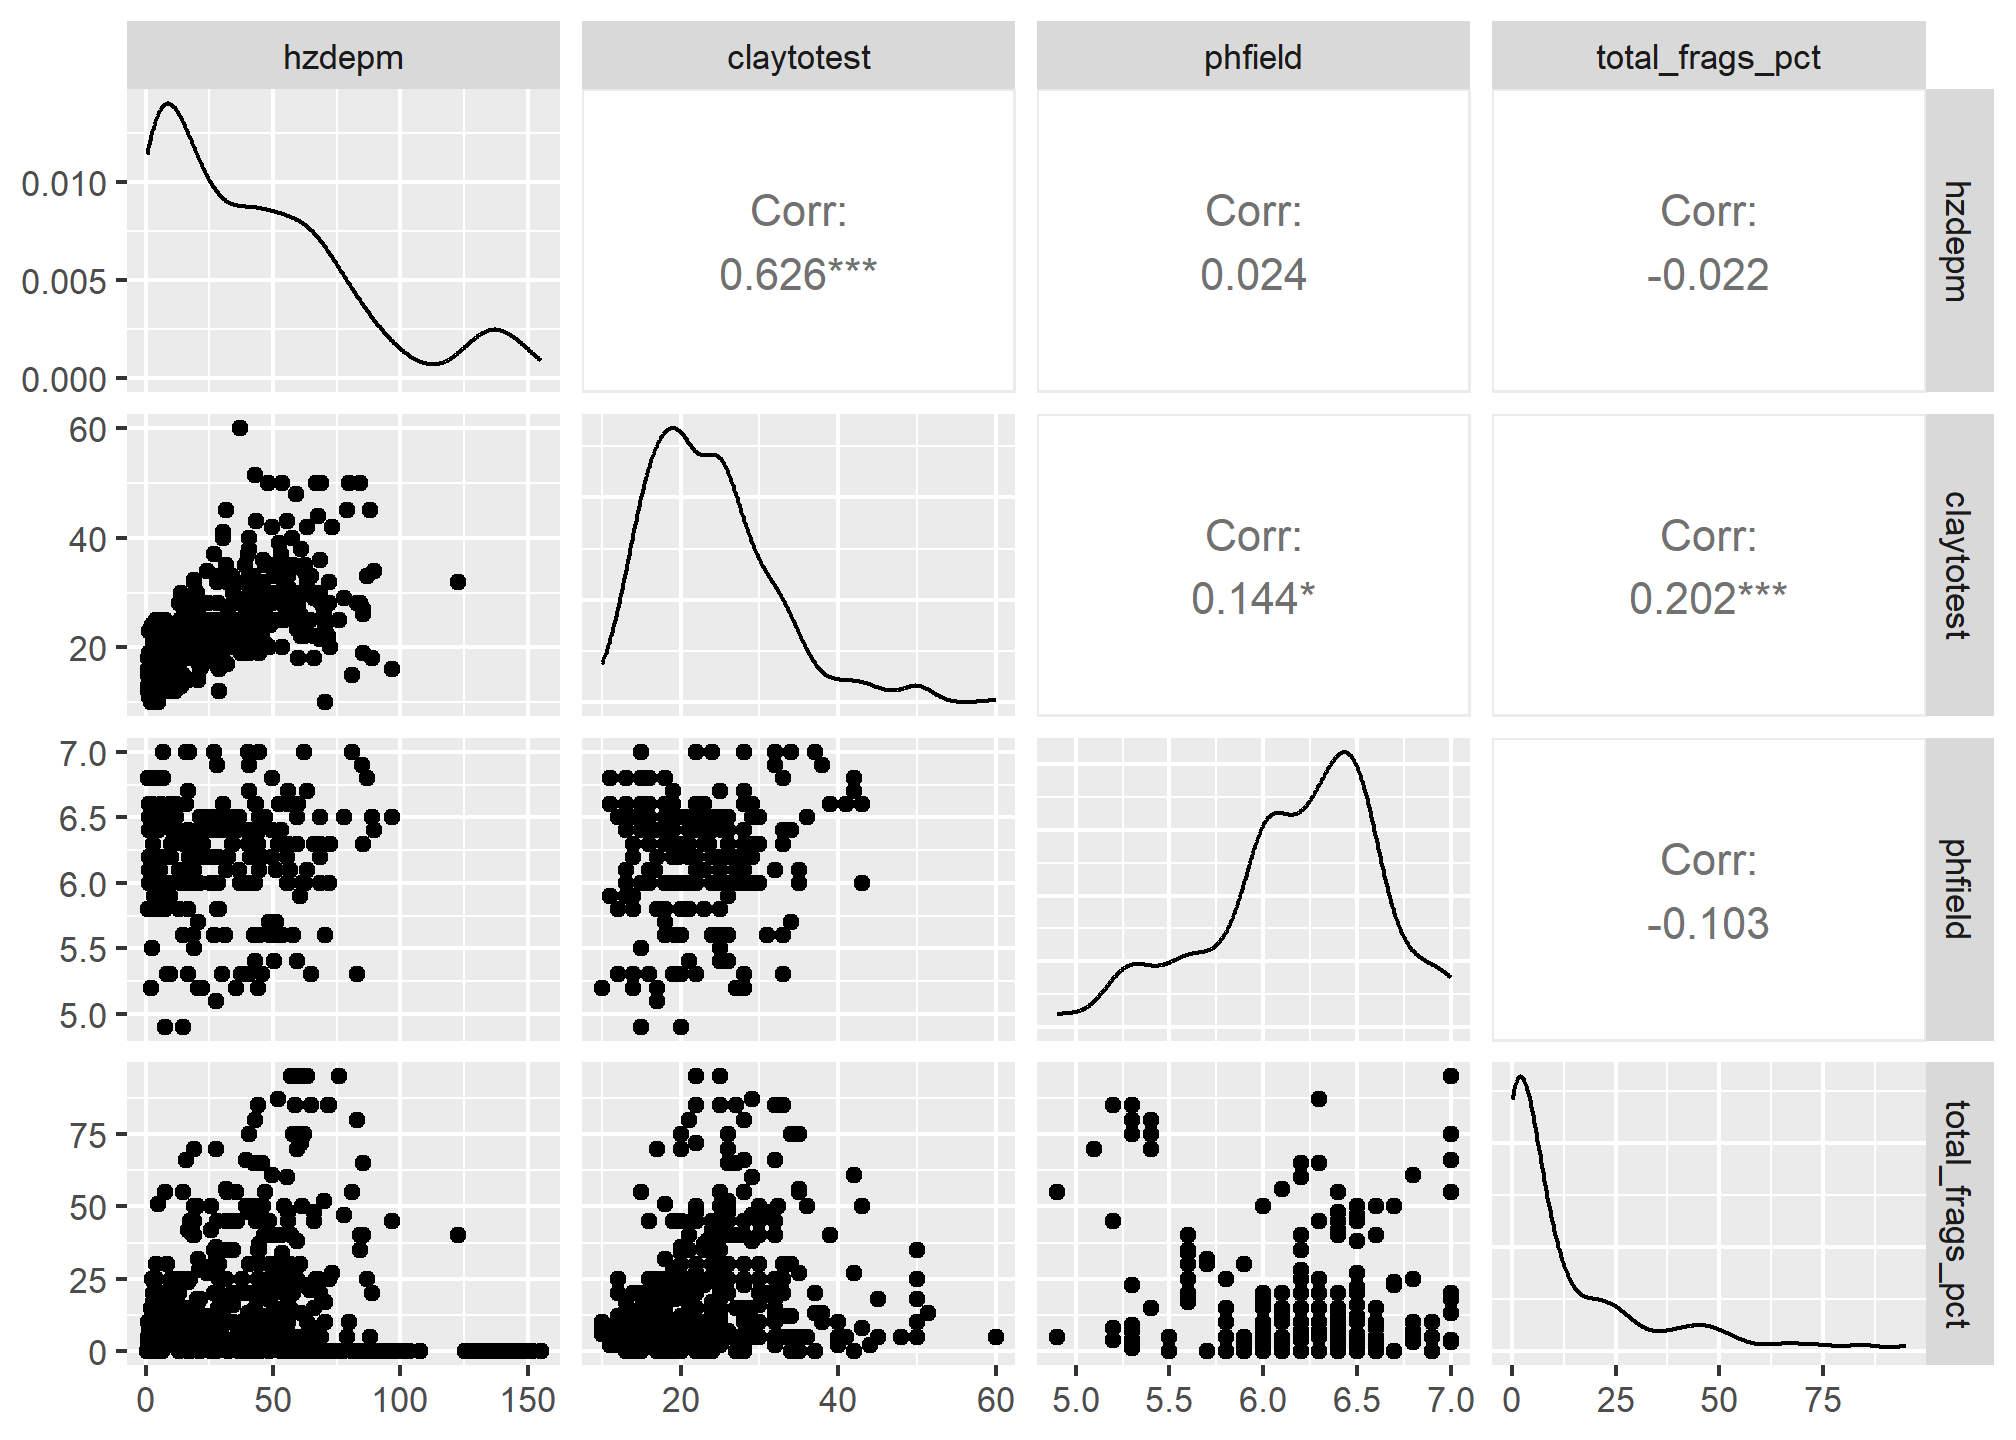 hzdepm claytotest phfield total_frags_pct
0.010
0.005
0.000
Corr:
0.626***
Corr:
0.024
Corr:
-0.022
hzdepm
60
40
20
Corr:
0.144*
Corr:
0.202***
claytotest
7.0
6.5
6.0
5.5
5.0
Corr:
-0.103
phfield
75
50
25
0
total_frags_pct
0 50 100 150
20 40 60
5.0 5.5 6.0 6.5 7.0
0 25 50 75